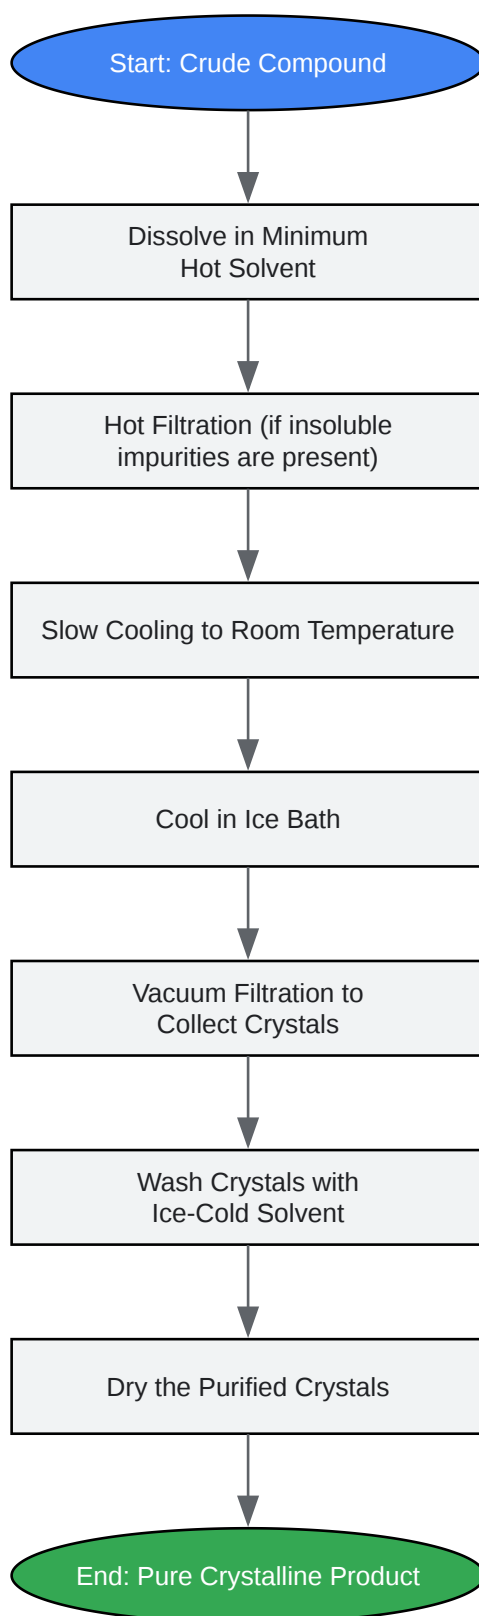 Start: Crude Compound
Dissolve in Minimum
Hot Solvent
Hot Filtration (if insoluble
impurities are present)
Slow Cooling to Room Temperature
Cool in Ice Bath
Vacuum Filtration to
Collect Crystals
Wash Crystals with
Ice-Cold Solvent
Dry the Purified Crystals
End: Pure Crystalline Product